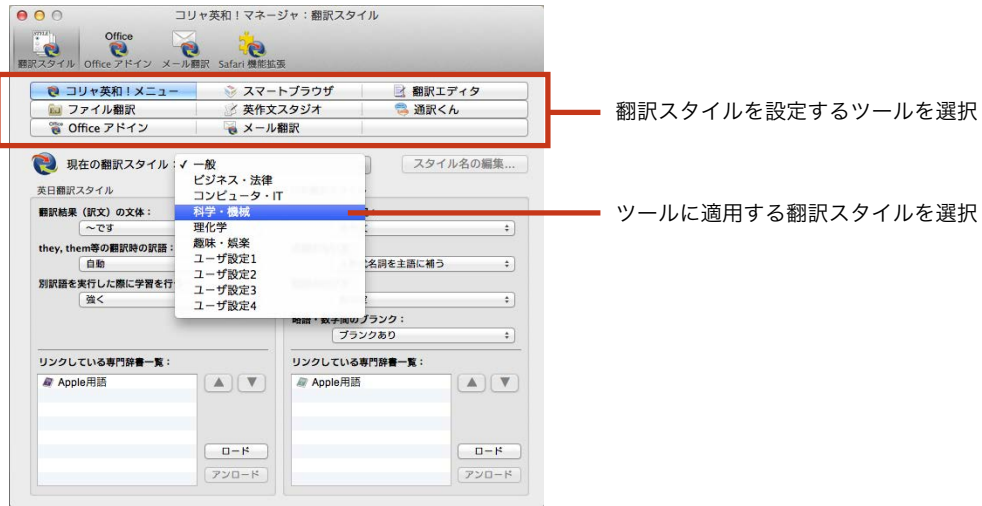 コリャ英和！マネージャ：翻訳スタイル
Office
翻訳スタイル Office アドイン メール翻訳 Safari 機能拡張
コリャ英和！メニュー スマートブラウザ 翻訳エディタ
ファイル翻訳 英作文スタジオ 通訳くん
Office アドイン メール翻訳
翻訳スタイルを設定するツールを選択
現在の翻訳スタイル：✓ 一般 スタイル名の編集...
ビジネス・法律
英日翻訳スタイル
コンピュータ・IT
翻訳結果（訳文）の文体： 科学・機械
ツールに適用する翻訳スタイルを選択
〜です 理化学
they, them等の翻訳時の訳語： 趣味・娯楽
自動 ユーザ設定1 名詞を主語に補う
ユーザ設定2
別訳語を実行した際に学習を行 ユーザ設定3
強く ユーザ設定4
略語・数字間のブランク：
ブランクあり
リンクしている専門辞書一覧： リンクしている専門辞書一覧：
Apple用語 Apple用語
ロード ロード
アンロード アンロード